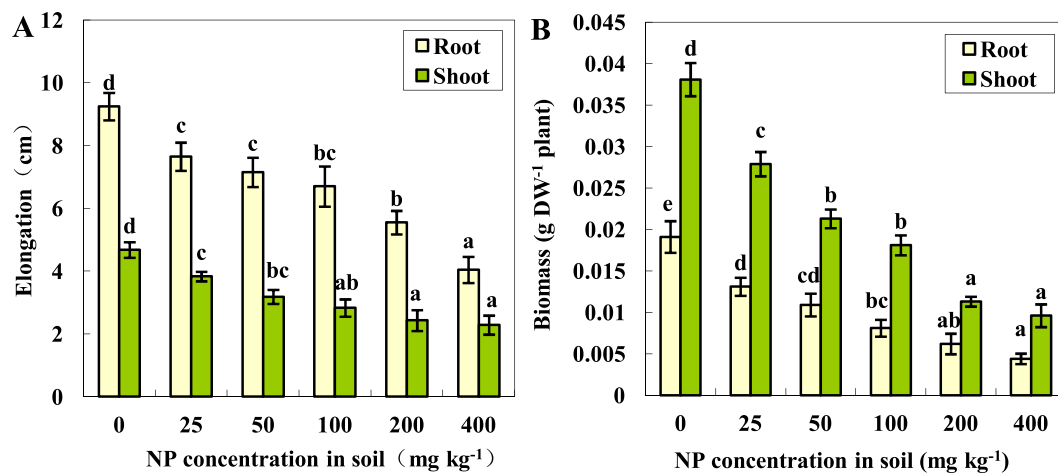 A
12
10
8
6
4
2
0
Elongation（cm）
Root
Shoot
d
d
c
c
c
bc
bc
ab
b
a
a
a
0 25 50 100 200 400
NP concentration in soil（mg kg⁻¹）
B
0.045
0.04
0.035
0.03
0.025
0.02
0.015
0.01
0.005
0
Biomass (g DW⁻¹ plant)
Root
Shoot
e
d
d
c
cd
b
bc
b
ab
a
a
a
0 25 50 100 200 400
NP concentration in soil (mg kg⁻¹)